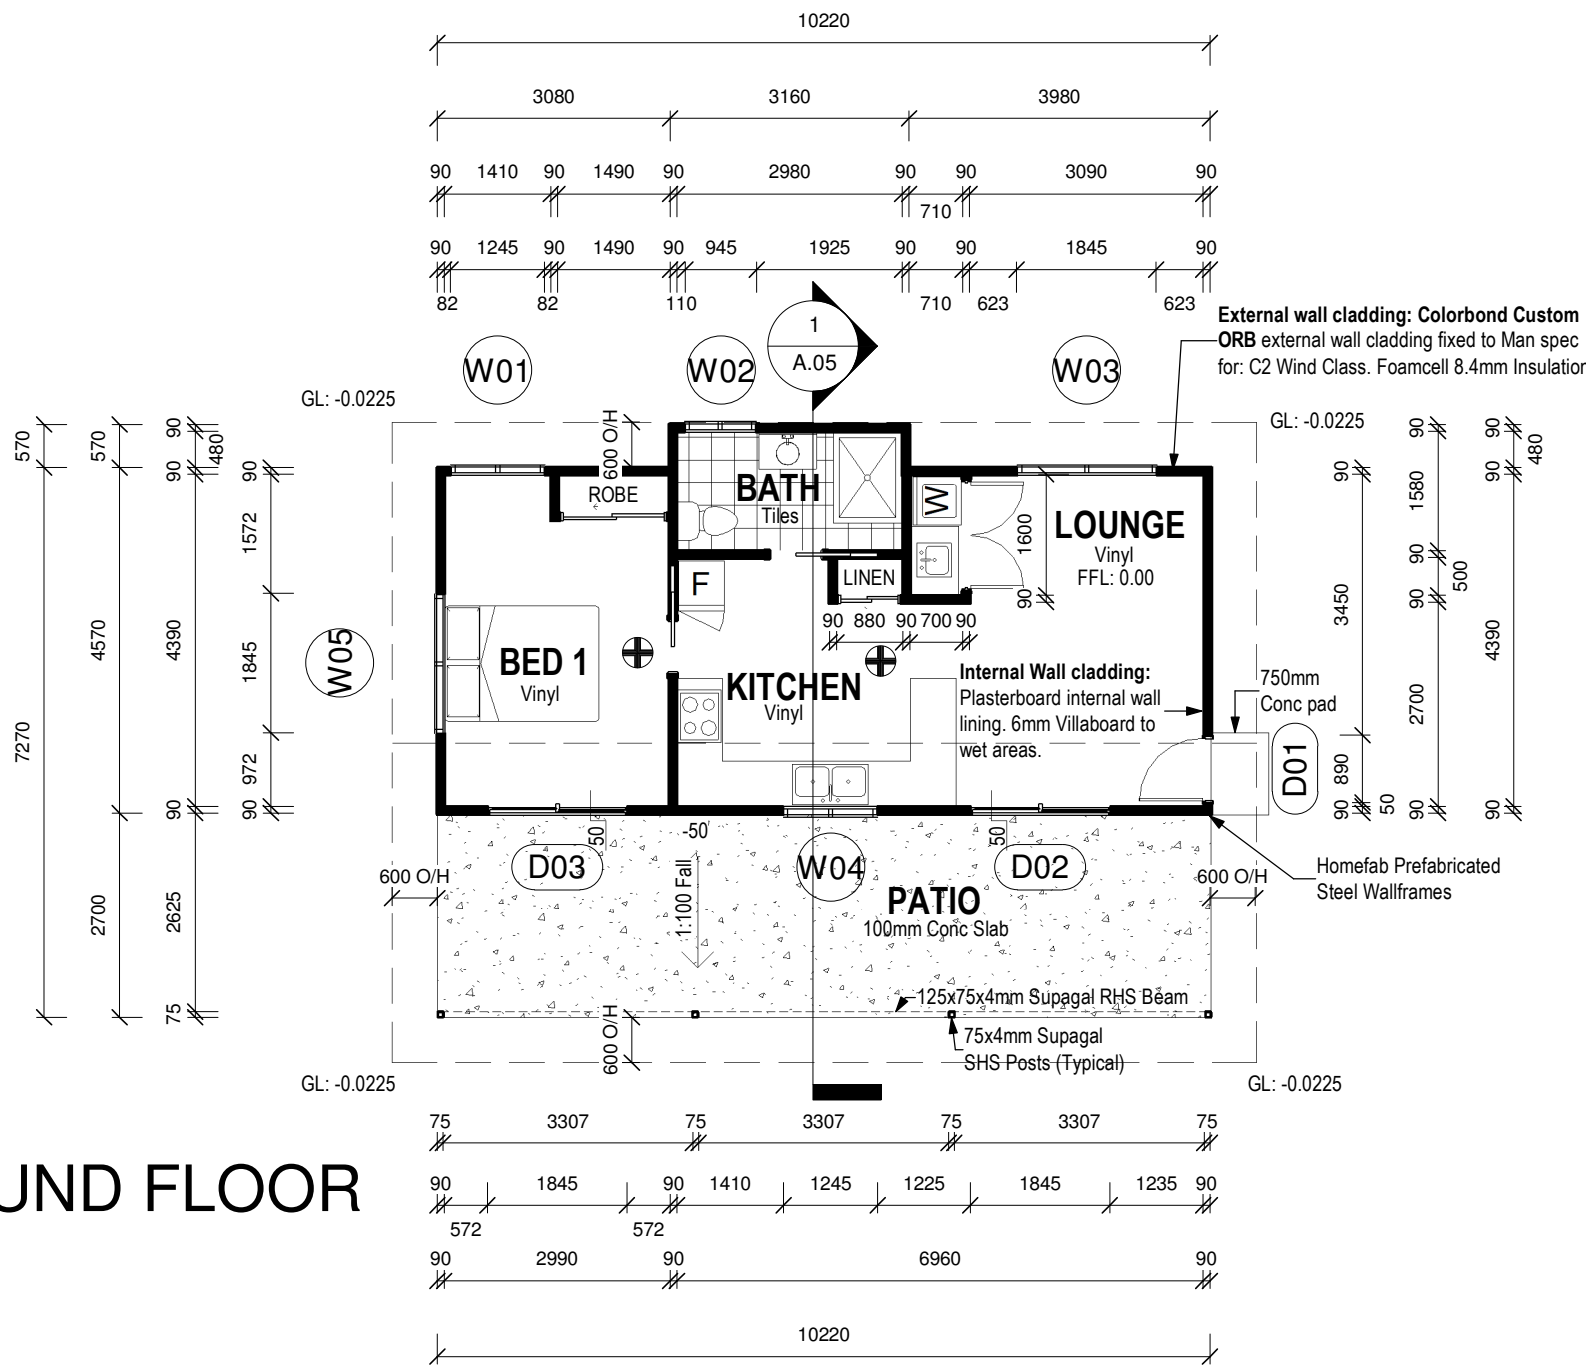 10220
3080 3160 3980
90 1410 90 1490 90 2980 90 90 3090 90
710
90 1245 90 1490 90 945 1925 90 90 1845 90
82 82 110 710 623 623
External wall cladding: Colorbond Custom
ORB external wall cladding fixed to Man spec
for: C2 Wind Class. Foamcell 8.4mm Insulation
1
A.05
W01 W02 W03
GL: -0.0225
GL: -0.0225
600 O/H
570 570 90 480
90 90
7270 4570 4390 1572 1845 972
90 90
2700 2625 75
W05
ROBE
BATH
Tiles
W
LOUNGE
Vinyl
FFL: 0.00
1600
90
F
LINEN
90 880 90 700 90
BED 1
Vinyl
KITCHEN
Vinyl
Internal Wall cladding:
Plasterboard internal wall
lining. 6mm Villaboard to
wet areas.
750mm
Conc pad
D01
90 3450 890 50 90
90 1580 90 500 90 2700 90
90 480 90 4390 90
50 -50 50
D03 W04 D02
600 O/H 600 O/H
1:100 Fall
PATIO
100mm Conc Slab
Homefab Prefabricated
Steel Wallframes
125x75x4mm Supagal RHS Beam
600 O/H
75x4mm Supagal
SHS Posts (Typical)
GL: -0.0225
GL: -0.0225
75 3307 75 3307 75 3307 75
UND FLOOR
90 1845 90 1410 1245 1225 1845 1235 90
572 572
90 2990 90 6960 90
10220